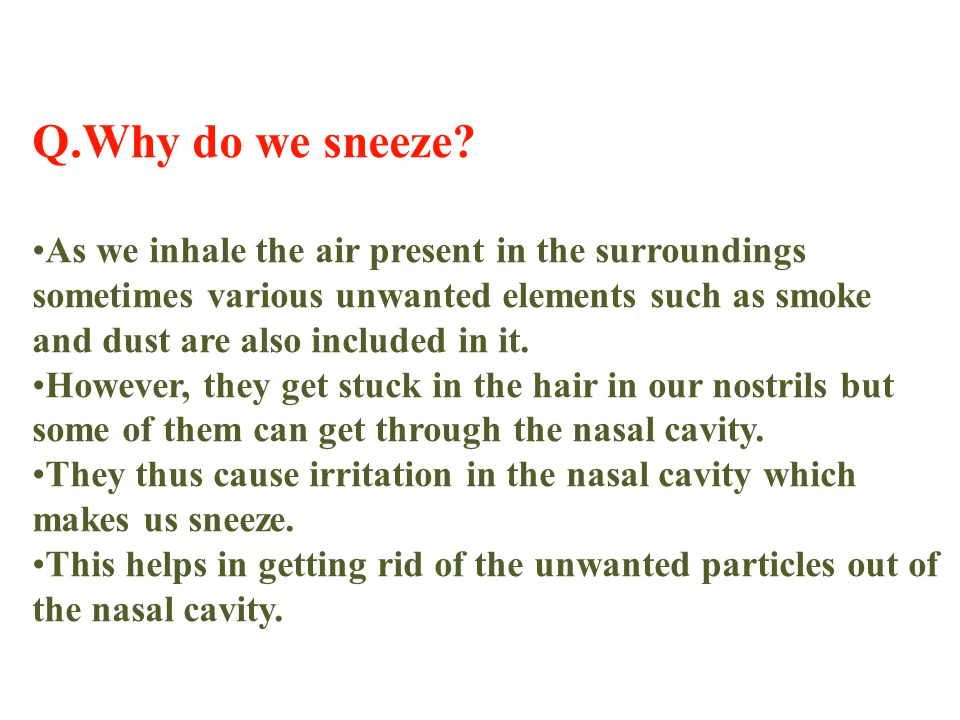 Q.Why do we sneeze?
•As we inhale the air present in the surroundings
sometimes various unwanted elements such as smoke
and dust are also included in it.
•However, they get stuck in the hair in our nostrils but
some of them can get through the nasal cavity.
•They thus cause irritation in the nasal cavity which
makes us sneeze.
•This helps in getting rid of the unwanted particles out of
the nasal cavity.